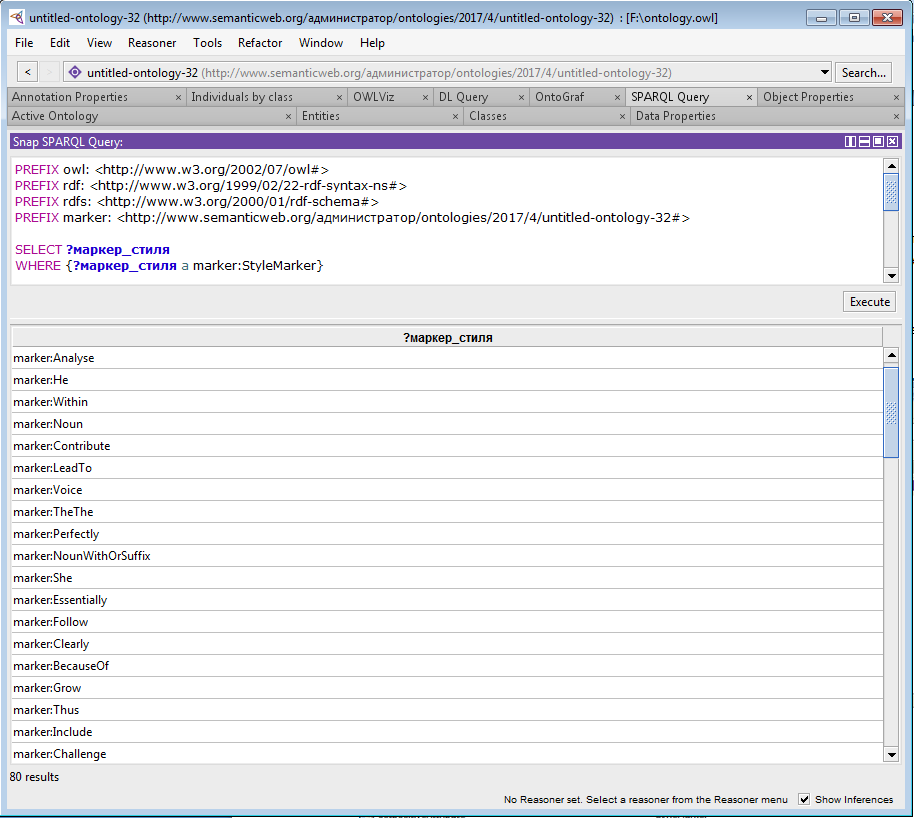 untitled-ontology-32 (http://www.semanticweb.org/администратор/ontologies/2017/4/untitled-ontology-32) : [F:\ontology.owl]
File Edit View Reasoner Tools Refactor Window Help
< > untitled-ontology-32 (http://www.semanticweb.org/администратор/ontologies/2017/4/untitled-ontology-32) Search...
Annotation Properties × Individuals by class × OWLViz × DL Query × OntoGraf × SPARQL Query × Object Properties ×
Active Ontology × Entities × Classes × Data Properties ×
Snap SPARQL Query:
PREFIX owl: <http://www.w3.org/2002/07/owl#>
PREFIX rdf: <http://www.w3.org/1999/02/22-rdf-syntax-ns#>
PREFIX rdfs: <http://www.w3.org/2000/01/rdf-schema#>
PREFIX marker: <http://www.semanticweb.org/администратор/ontologies/2017/4/untitled-ontology-32#>
SELECT ?маркер_стиля
WHERE {?маркер_стиля a marker:StyleMarker}
Execute
?маркер_стиля
marker:Analyse
marker:He
marker:Within
marker:Noun
marker:Contribute
marker:LeadTo
marker:Voice
marker:TheThe
marker:Perfectly
marker:NounWithOrSuffix
marker:She
marker:Essentially
marker:Follow
marker:Clearly
marker:BecauseOf
marker:Grow
marker:Thus
marker:Include
marker:Challenge
80 results
No Reasoner set. Select a reasoner from the Reasoner menu Show Inferences